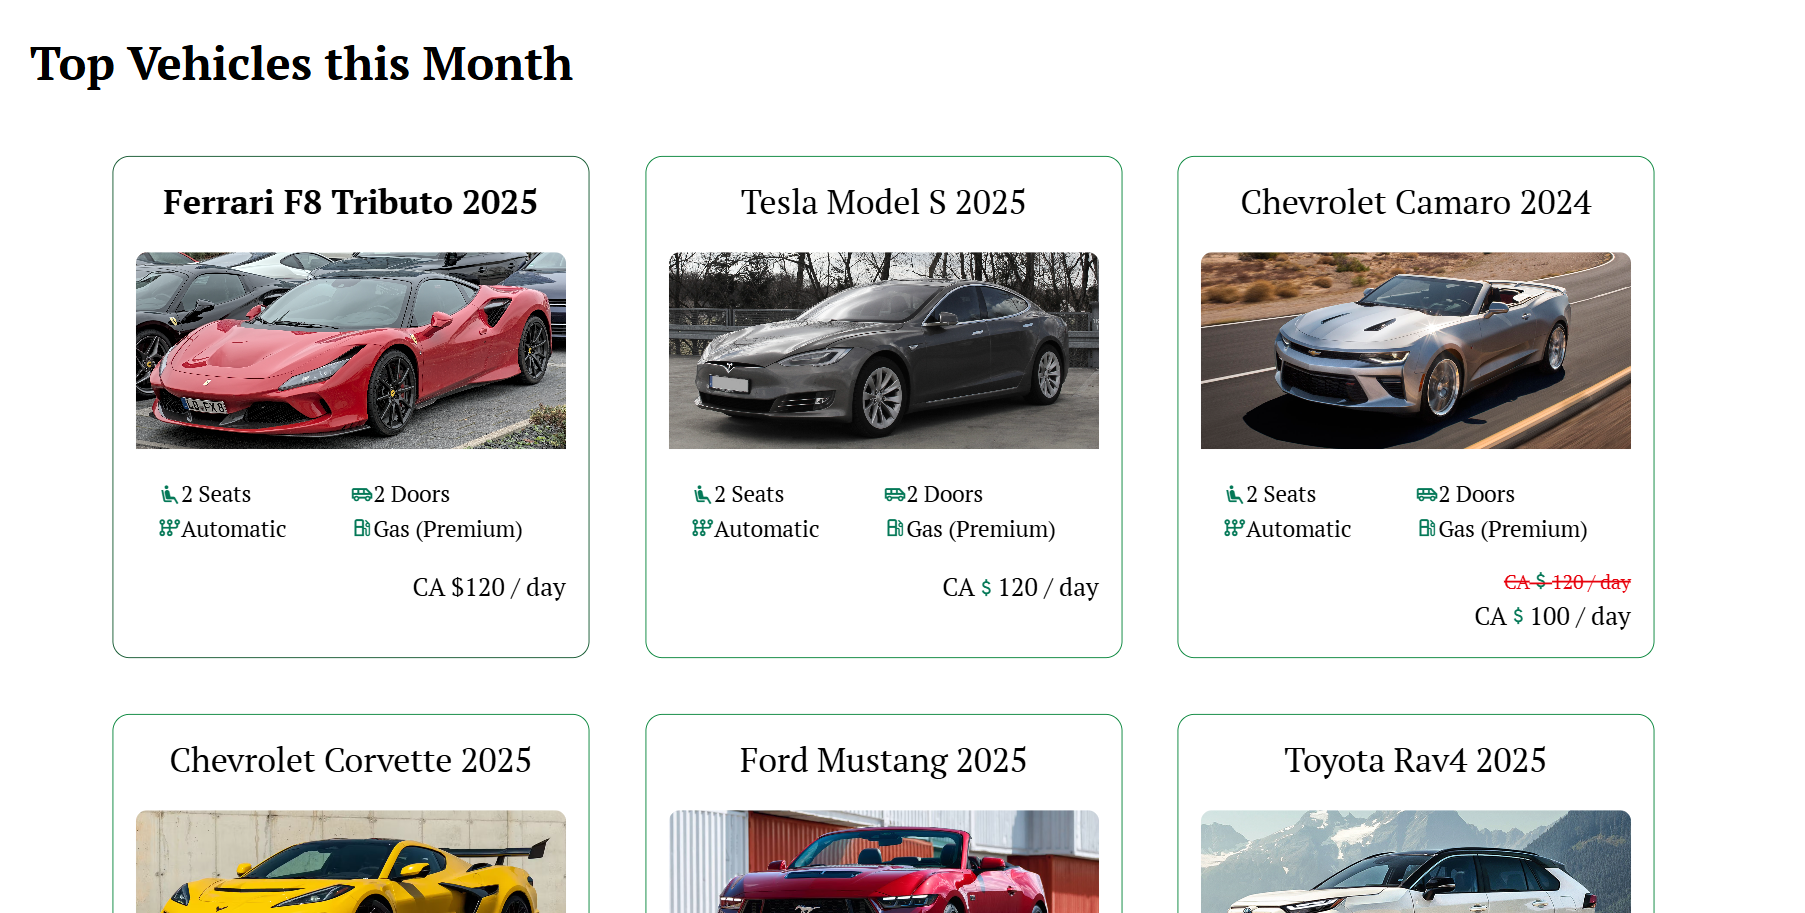 Top Vehicles this Month
Ferrari F8 Tributo 2025
2 Seats
2 Doors
Automatic
Gas (Premium)
CA $120 / day
Tesla Model S 2025
2 Seats
2 Doors
Automatic
Gas (Premium)
CA $ 120 / day
Chevrolet Camaro 2024
2 Seats
2 Doors
Automatic
Gas (Premium)
CA $ 120 / day
CA $ 100 / day
Chevrolet Corvette 2025
Ford Mustang 2025
Toyota Rav4 2025